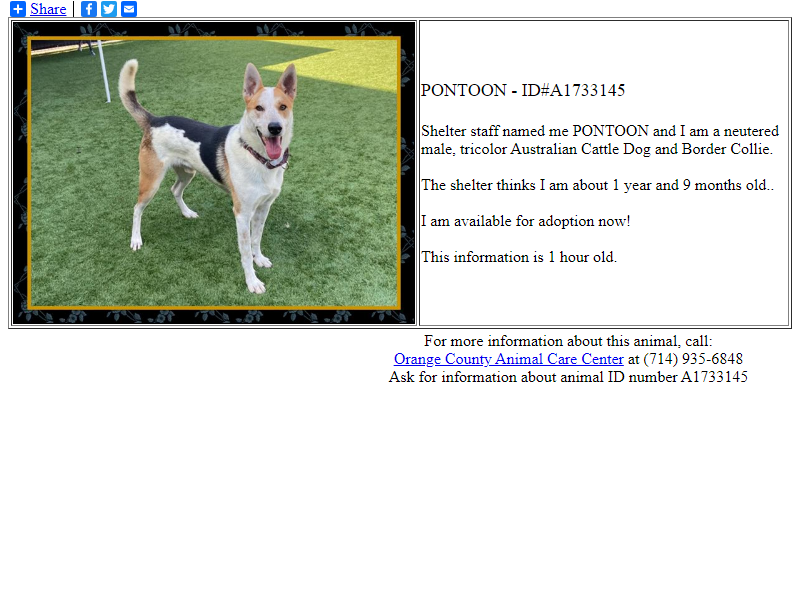 Share |
PONTOON - ID#A1733145
Shelter staff named me PONTOON and I am a neutered
male, tricolor Australian Cattle Dog and Border Collie.
The shelter thinks I am about 1 year and 9 months old..
I am available for adoption now!
This information is 1 hour old.
For more information about this animal, call:
Orange County Animal Care Center at (714) 935-6848
Ask for information about animal ID number A1733145